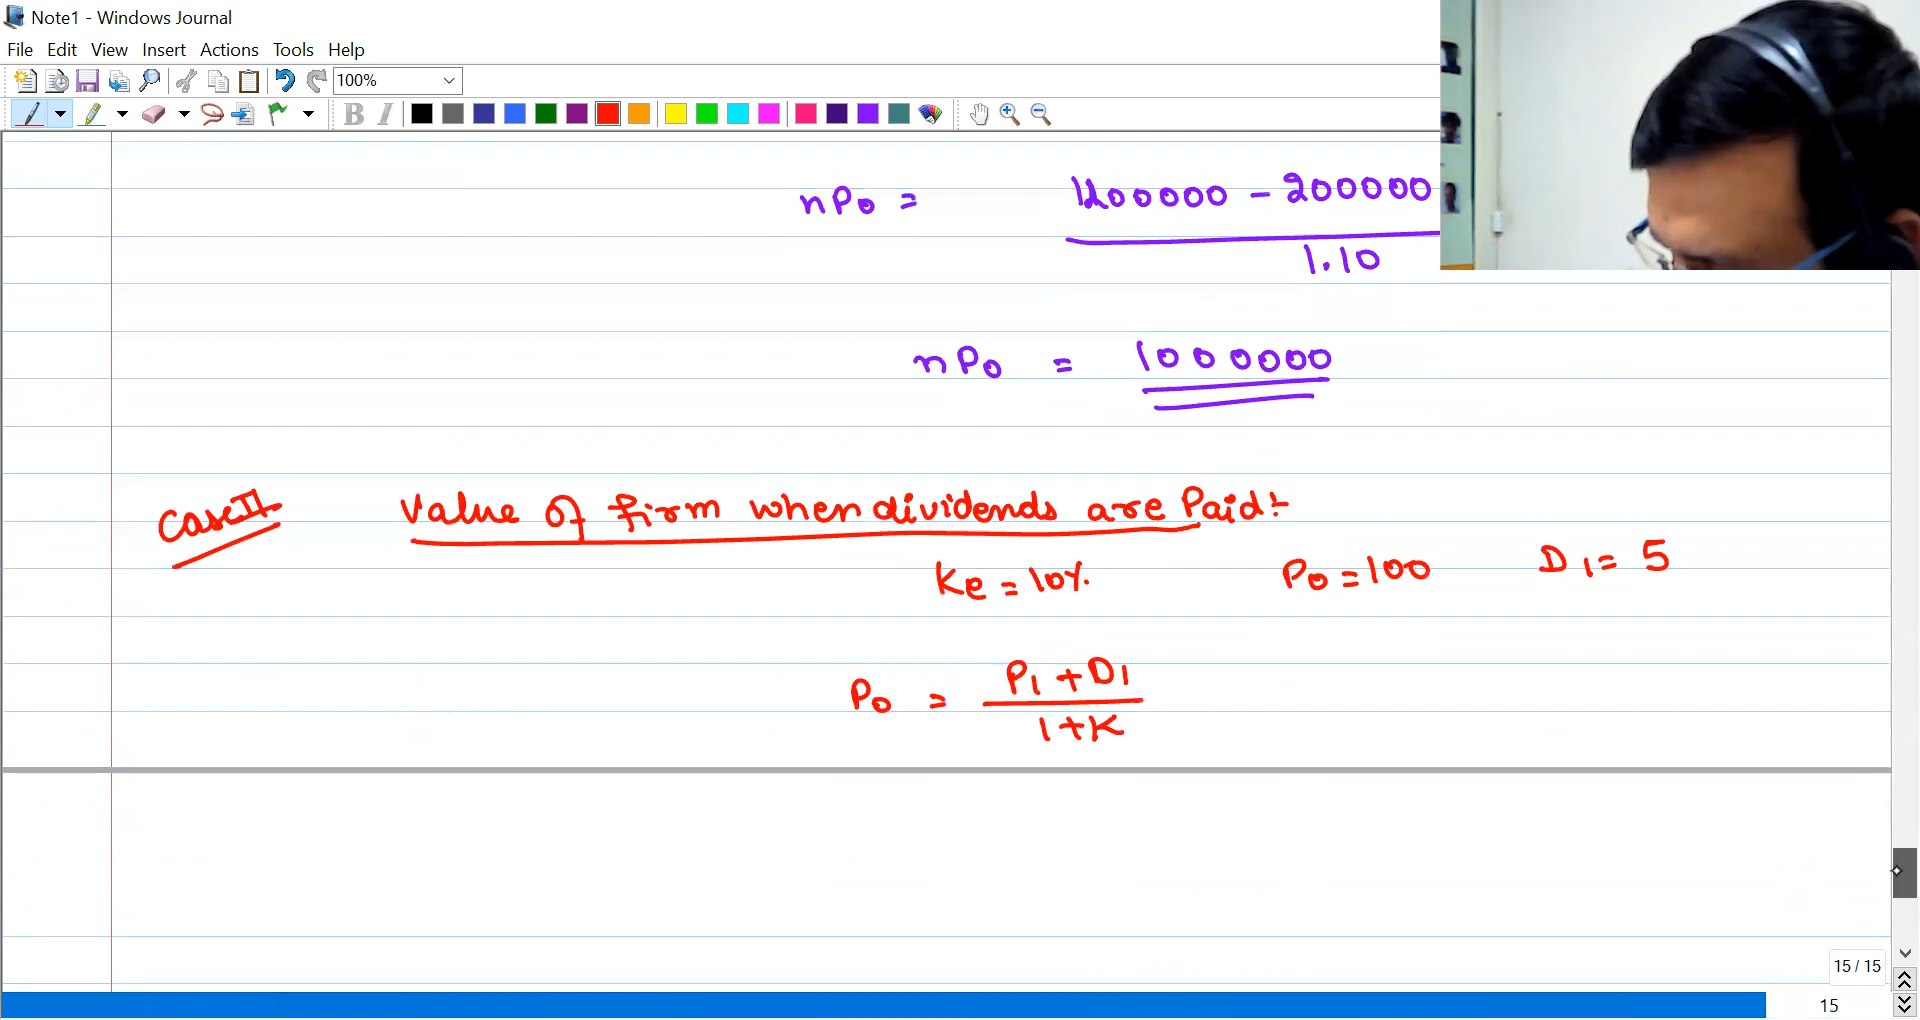 Note1 - Windows Journal
File Edit View Insert Actions Tools Help
100%
B I
nP0 = 1200000 - 200000
1.10
nP0 = 1000000
Case II Value of firm when dividends are Paid:-
Ke = 10% P0 = 100 D1 = 5
P0 = P1 + D1
1 + K
15 / 15
15